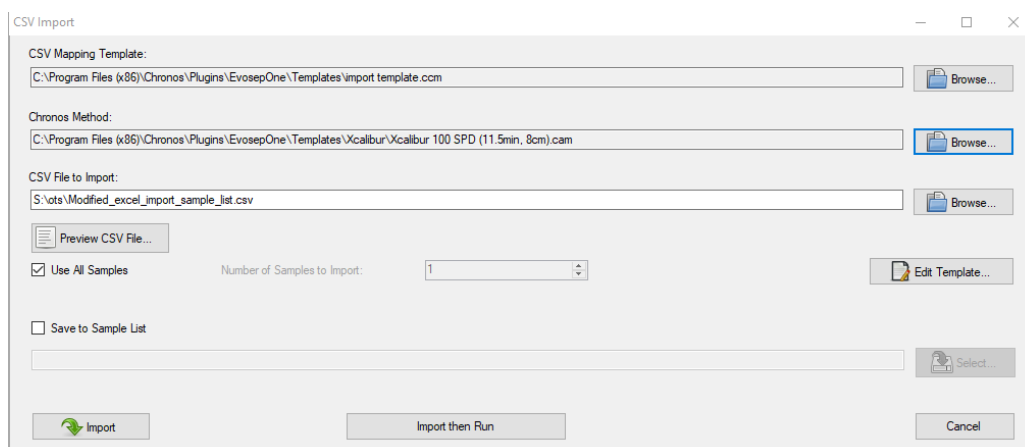 CSV Import
CSV Mapping Template:
C:\Program Files (x86)\Chronos\Plugins\EvosepOne\Templates\import template.ccm
Browse...
Chronos Method:
C:\Program Files (x86)\Chronos\Plugins\EvosepOne\Templates\Xcalibur\Xcalibur 100 SPD (11.5min, 8cm).cam
Browse...
CSV File to Import:
S:\ots\Modified_excel_import_sample_list.csv
Browse...
Preview CSV File...
Use All Samples
Number of Samples to Import:
1
Edit Template...
Save to Sample List
Select...
Import
Import then Run
Cancel